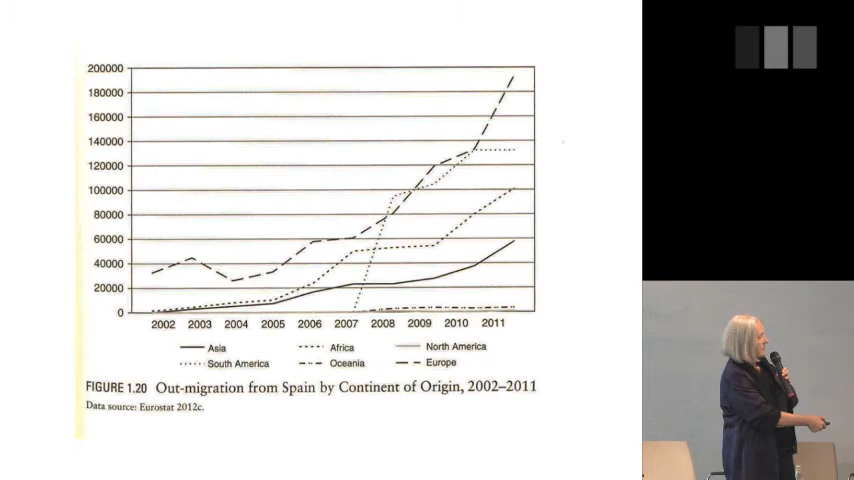 200000
180000
160000
140000
120000
100000
80000
60000
40000
20000
0
2002 2003 2004 2005 2006 2007 2008 2009 2010 2011
Asia Africa North America
South America Oceania Europe
FIGURE 1.20 Out-migration from Spain by Continent of Origin, 2002–2011
Data source: Eurostat 2012c.